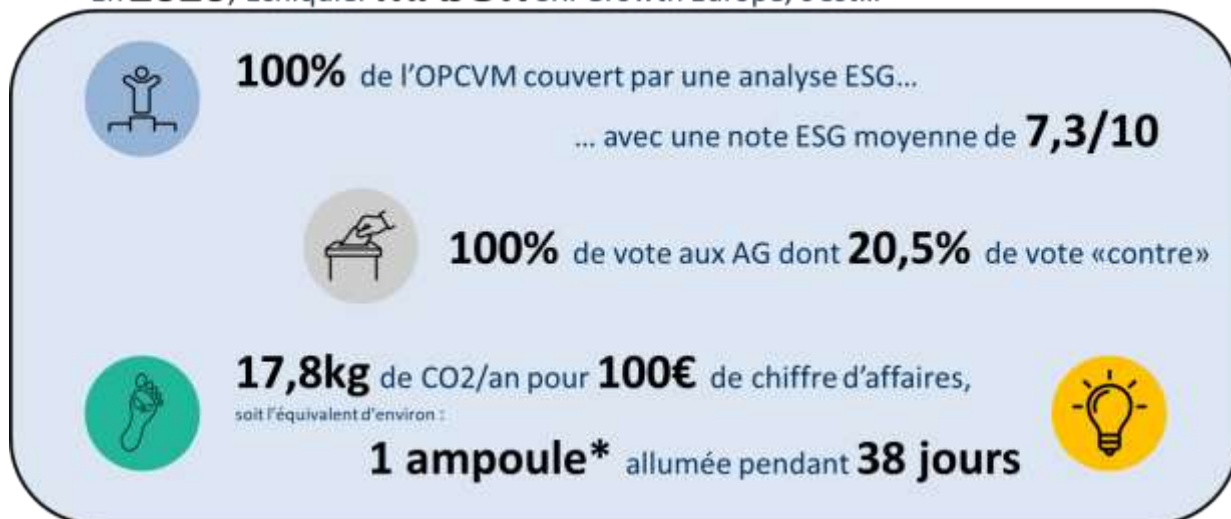 100% de l'OPCVM couvert par une analyse ESG...
... avec une note ESG moyenne de 7,3/10
100% de vote aux AG dont 20,5% de vote «contre»
17,8kg de CO2/an pour 100€ de chiffre d'affaires,
soit l'équivalent d'environ :
1 ampoule* allumée pendant 38 jours